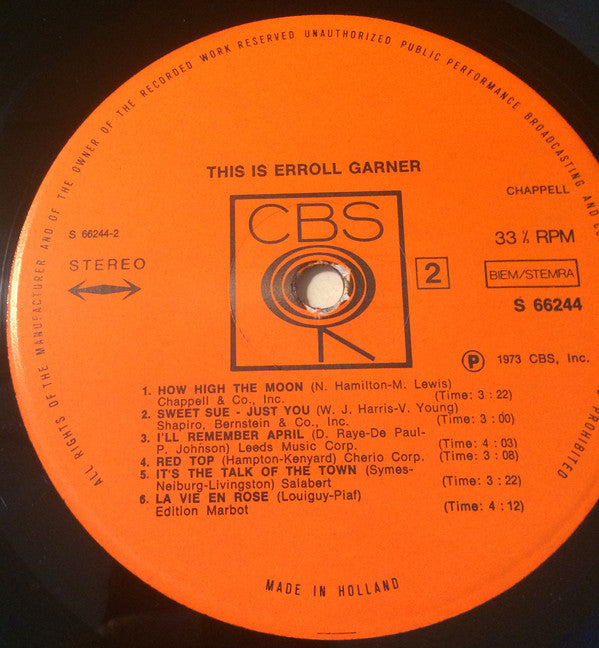 ALL RIGHTS OF THE MANUFACTURER AND OF THE OWNER OF THE RECORDED WORK RESERVED UNAUTHORIZED PUBLIC PERFORMANCE BROADCASTING AND
PROHIBITED
THIS IS ERROLL GARNER
CHAPPELL
CBS
S 66244-2
33 ⅓ RPM
STEREO
2
BIEM/STEMRA
S 66244
Ⓟ 1973 CBS, Inc.
1. HOW HIGH THE MOON (N. Hamilton-M. Lewis)
Chappell & Co., Inc. (Time: 3 : 22)
2. SWEET SUE - JUST YOU (W. J. Harris-V. Young)
Shapiro, Bernstein & Co., Inc. (Time: 3 : 00)
3. I'LL REMEMBER APRIL (D. Raye-De Paul-
P. Johnson) Leeds Music Corp. (Time: 4 : 03)
4. RED TOP (Hampton-Kenyard) Cherio Corp. (Time: 3 : 08)
5. IT'S THE TALK OF THE TOWN (Symes-
Neiburg-Livingston) Salabert (Time: 3 : 22)
6. LA VIE EN ROSE (Louiguy-Piaf)
Edition Marbot (Time: 4 : 12)
MADE IN HOLLAND